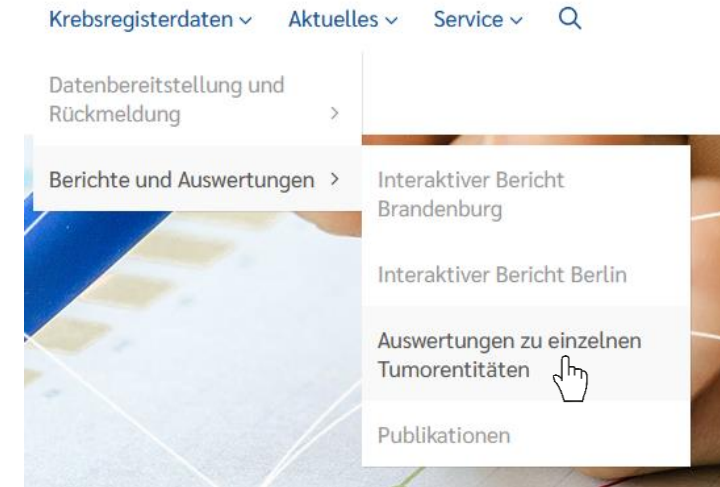 Krebsregisterdaten Aktuelles Service
Datenbereitstellung und
Rückmeldung
Berichte und Auswertungen
Interaktiver Bericht
Brandenburg
Interaktiver Bericht Berlin
Auswertungen zu einzelnen
Tumorentitäten
Publikationen